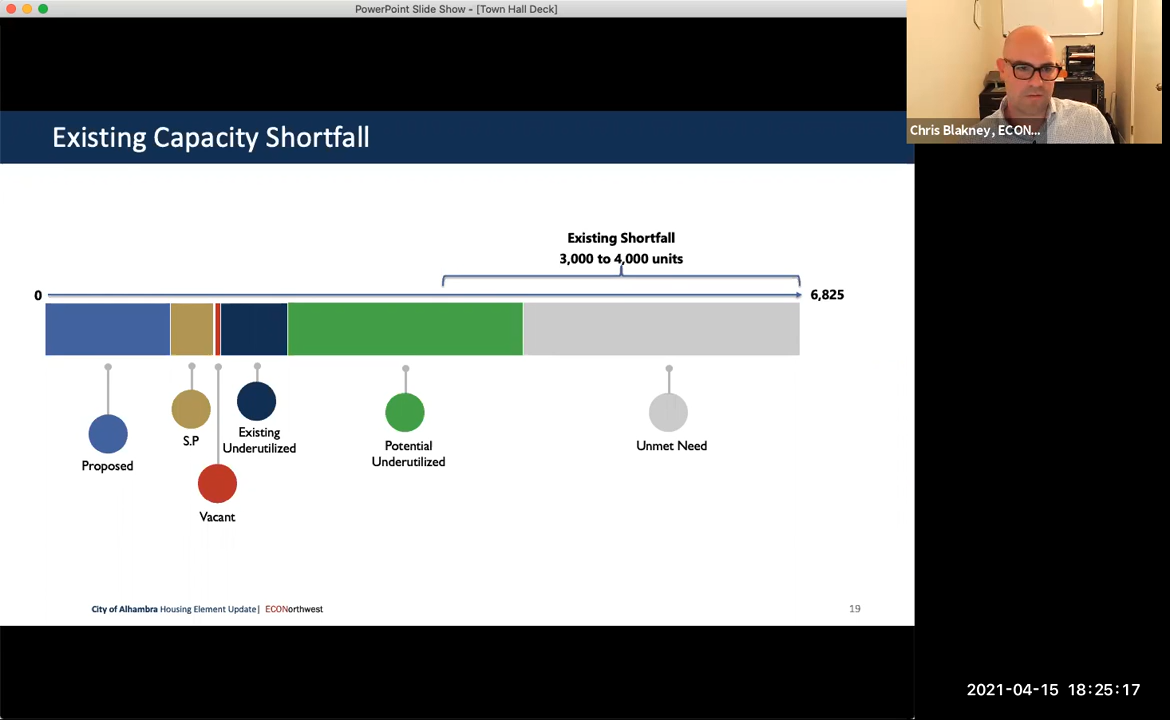 PowerPoint Slide Show - [Town Hall Deck]
Chris Blakney, ECON...
Existing Capacity Shortfall
Existing Shortfall
3,000 to 4,000 units
0
6,825
Proposed
S.P
Vacant
Existing
Underutilized
Potential
Underutilized
Unmet Need
City of Alhambra Housing Element Update| ECONorthwest
19
2021-04-15 18:25:17